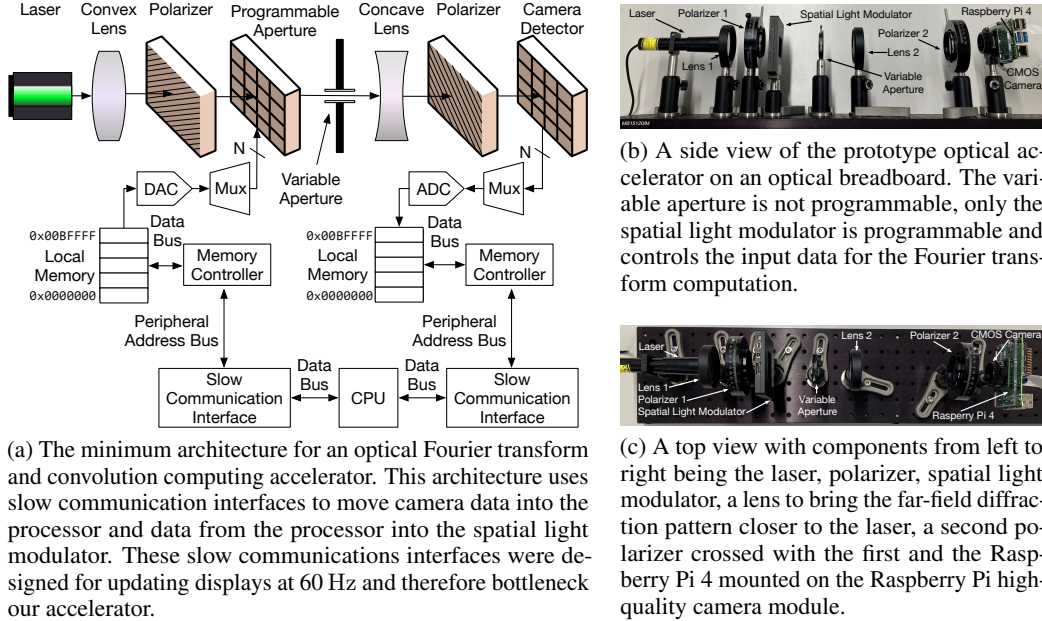 Laser
Convex
Lens
Polarizer
Programmable
Aperture
Concave
Lens
Polarizer
Camera
Detector
N
N
DAC
Mux
Variable
Aperture
ADC
Mux
0x00BFFFF
Local
Memory
0x0000000
Data
Bus
Memory
Controller
0x00BFFFF
Local
Memory
0x0000000
Data
Bus
Memory
Controller
Peripheral
Address Bus
Peripheral
Address Bus
Slow
Communication
Interface
Data
Bus
CPU
Data
Bus
Slow
Communication
Interface
(a) The minimum architecture for an optical Fourier transform
and convolution computing accelerator. This architecture uses
slow communication interfaces to move camera data into the
processor and data from the processor into the spatial light
modulator. These slow communications interfaces were de-
signed for updating displays at 60 Hz and therefore bottleneck
our accelerator.
Laser
Polarizer 1
Spatial Light Modulator
Raspberry Pi 4
Polarizer 2
Lens 1
Lens 2
Variable
Aperture
CMOS
Camera
MB1512/M
(b) A side view of the prototype optical ac-
celerator on an optical breadboard. The vari-
able aperture is not programmable, only the
spatial light modulator is programmable and
controls the input data for the Fourier trans-
form computation.
Laser
Lens 2
Polarizer 2
CMOS Camera
Lens 1
Polarizer 1
Spatial Light Modulator
Variable
Aperture
Raspberry Pi 4
(c) A top view with components from left to
right being the laser, polarizer, spatial light
modulator, a lens to bring the far-field diffrac-
tion pattern closer to the laser, a second po-
larizer crossed with the first and the Rasp-
berry Pi 4 mounted on the Raspberry Pi high-
quality camera module.